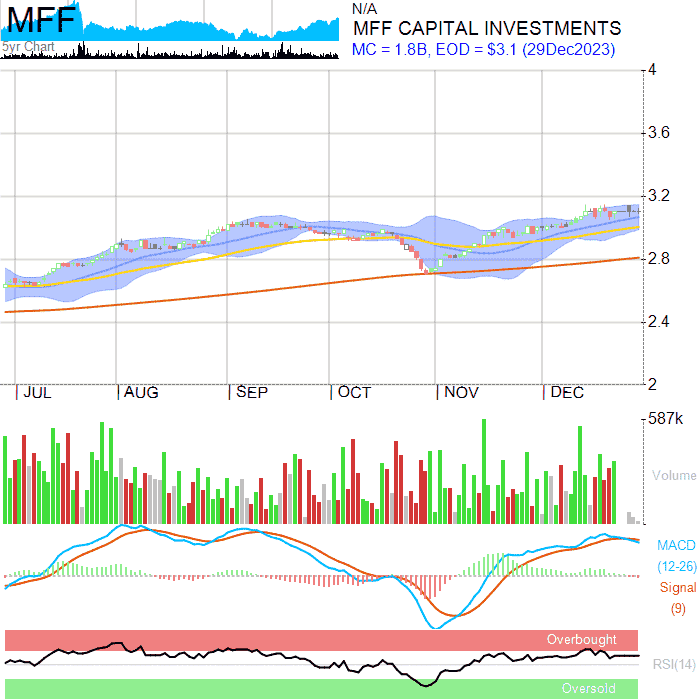 MFF
5yr Chart
N/A
MFF CAPITAL INVESTMENTS
MC = 1.8B, EOD = $3.1 (29Dec2023)
4
3.6
3.2
2.8
2.4
2
JUL AUG SEP OCT NOV DEC
587k
Volume
MACD
(12-26)
Signal
(9)
Overbought
RSI(14)
Oversold